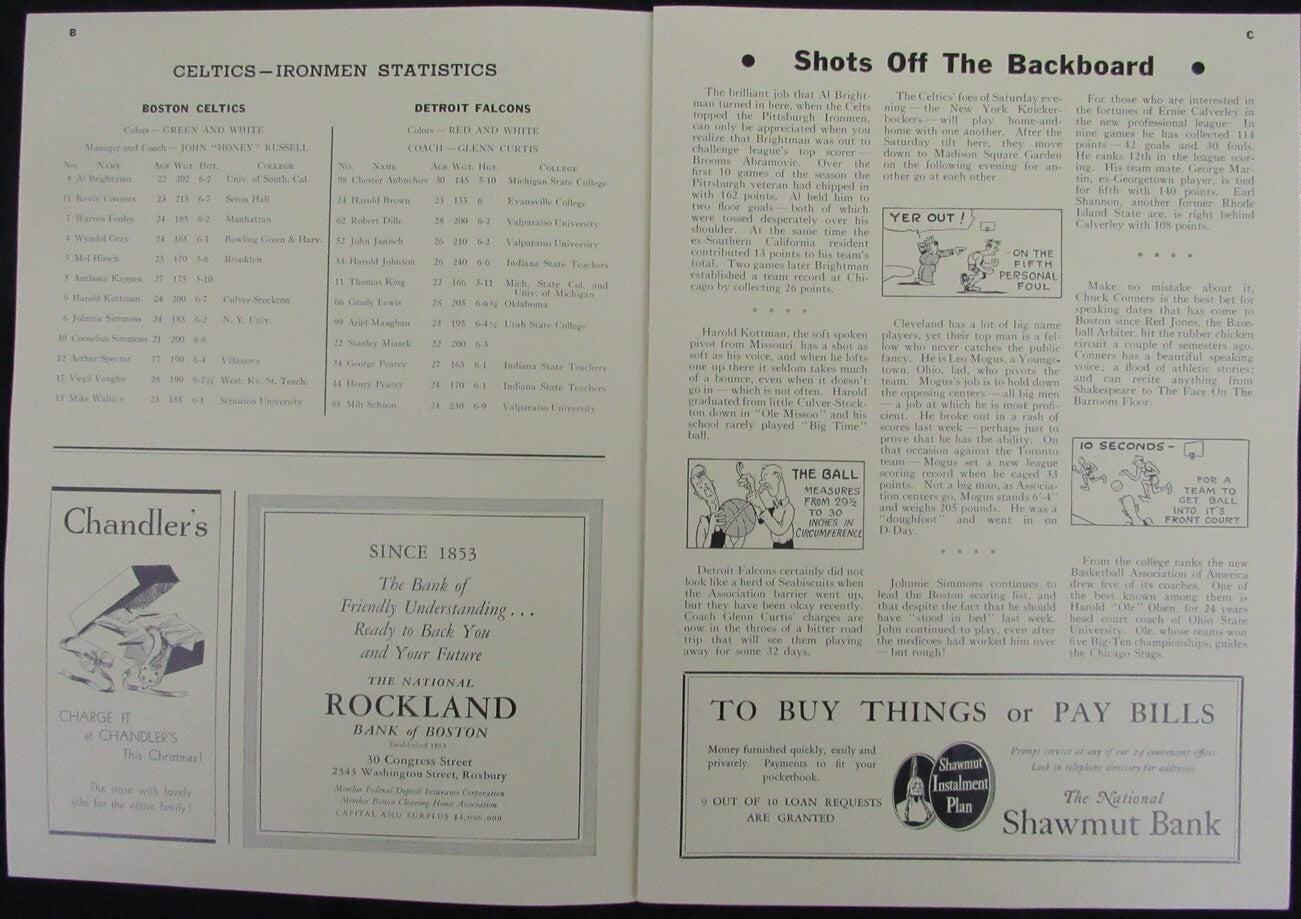 B
CELTICS—IRONMEN STATISTICS
BOSTON CELTICS
Colors — GREEN AND WHITE
Manager and Coach — JOHN "HONEY" RUSSELL
No. NAME AGE WGT. HGT. COLLEGE
8 Al Brightman 22 202 6-2 Univ. of South. Cal.
11 Kevin Conners 23 215 6-7 Seton Hall
7 Warren Fenley 24 185 6-2 Manhattan
4 Wyndol Gray 24 165 6-1 Bowling Green & Harv.
3 Mel Hirsch 25 170 5-6 Brooklyn
5 Anthony Kappen 27 175 5-10
9 Harold Kottman 24 200 6-7 Culver-Stockton
6 Johnnie Simmons 24 185 6-2 N. Y. Univ.
10 Cornelius Simmons 21 200 6-6
12 Arthur Spector 27 190 6-4 Villanova
17 Virgil Vaughn 28 190 6-2½ West. Ky. St. Teach.
13 Mike Wallace 23 185 6-1 Scranton University
DETROIT FALCONS
Colors — RED AND WHITE
COACH — GLENN CURTIS
No. NAME AGE WGT. HGT. COLLEGE
98 Chester Aubuchon 30 145 5-10 Michigan State College
24 Harold Brown 23 155 6 Evansville College
62 Robert Dille 28 200 6-2 Valparaiso University
52 John Janisch 26 210 6-2 Valparaiso University
33 Harold Johnson 26 240 6-6 Indiana State Teachers
11 Thomas King 22 166 5-11 Mich. State Col. and
Univ. of Michigan
66 Grady Lewis 28 205 6-6½ Oklahoma
99 Ariel Maughan 23 195 6-4½ Utah State College
22 Stanley Miasek 22 200 6-5
34 George Pearcy 27 165 6-1 Indiana State Teachers
44 Henry Pearcy 24 170 6-1 Indiana State Teachers
88 Milt Schoon 24 230 6-9 Valparaiso University
Chandler's
CHARGE IT
at CHANDLER'S
This Christmas!
The store with lovely
gifts for the entire family!
SINCE 1853
The Bank of
Friendly Understanding . . .
Ready to Back You
and Your Future
THE NATIONAL
ROCKLAND
BANK of BOSTON
Established 1853
30 Congress Street
2343 Washington Street, Roxbury
Member Federal Deposit Insurance Corporation
Member Boston Clearing House Association
CAPITAL AND SURPLUS $4,000,000
C
• Shots Off The Backboard •
The brilliant job that Al Bright-
man turned in here, when the Celts
topped the Pittsburgh Ironmen,
can only be appreciated when you
realize that Brightman was out to
challenge league's top scorer —
Brooms Abramovic. Over the
first 10 games of the season the
Pittsburgh veteran had chipped in
with 162 points. Al held him to
two floor goals — both of which
were tossed desperately over his
shoulder. At the same time the
ex-Southern California resident
contributed 13 points to his team's
total. Two games later Brightman
established a team record at Chi-
cago by collecting 26 points.
* * * *
Harold Kottman, the soft spoken
pivot from Missouri, has a shot as
soft as his voice, and when he lofts
one up there it seldom takes much
of a bounce, even when it doesn't
go in — which is not often. Harold
graduated from little Culver-Stock-
ton down in "Ole Missoo" and his
school rarely played "Big Time"
ball.
THE BALL
MEASURES
FROM 29½
TO 30
INCHES IN
CIRCUMFERENCE
Detroit Falcons certainly did not
look like a herd of Seabiscuits when
the Association barrier went up,
but they have been okay recently.
Coach Glenn Curtis' charges are
now in the throes of a bitter road
trip that will see them playing
away for some 32 days.
The Celtics' foes of Saturday eve-
ning — the New York Knicker-
bockers — will play home-and-
home with one another. After the
Saturday tilt here, they move
down to Madison Square Garden
on the following evening for an-
other go at each other.
YER OUT!
- ON THE
FIFTH
PERSONAL
FOUL
Cleveland has a lot of big name
players, yet their top man is a fel-
low who never catches the public
fancy. He is Leo Mogus, a Youngs-
town, Ohio, lad, who pivots the
team. Mogus's job is to hold down
the opposing centers — all big men
— a job at which he is most profi-
cient. He broke out in a rash of
scores last week — perhaps just to
prove that he has the ability. On
that occasion against the Toronto
team — Mogus set a new league
scoring record when he caged 33
points. Not a big man, as Associa-
tion centers go, Mogus stands 6'-4"
and weighs 205 pounds. He was a
"doughfoot" and went in on
D-Day.
* * * *
Johnnie Simmons continues to
lead the Boston scoring list, and
that despite the fact that he should
have "stood in bed" last week.
John continued to play, even after
the medicoes had worked him over
— but rough!
For those who are interested in
the fortunes of Ernie Calverley in
the new professional league: In
nine games he has collected 114
points — 42 goals and 30 fouls.
He ranks 12th in the league scor-
ing. His team mate, George Mar-
tin, ex-Georgetown player, is tied
for fifth with 140 points. Earl
Shannon, another former Rhode
Island State ace, is right behind
Calverley with 108 points.
* * * *
Make no mistake about it,
Chuck Conners is the best bet for
speaking dates that has come to
Boston since Red Jones, the Base-
ball Arbiter, hit the rubber chicken
circuit a couple of semesters ago.
Conners has a beautiful speaking
voice; a flood of athletic stories;
and can recite anything from
Shakespeare to The Face On The
Barroom Floor.
10 SECONDS-
FOR A
TEAM TO
GET BALL
INTO IT'S
FRONT COURT
From the college ranks the new
Basketball Association of America
drew five of its coaches. One of
the best known among them is
Harold "Ole" Olsen, for 24 years
head court coach of Ohio State
University. Ole, whose teams won
five Big-Ten championships, guides
the Chicago Stags.
TO BUY THINGS or PAY BILLS
Money furnished quickly, easily and
privately. Payments to fit your
pocketbook.
9 OUT OF 10 LOAN REQUESTS
ARE GRANTED
Shawmut
Instalment
Plan
Prompt service at any of our 24 convenient offices
Look in telephone directory for addresses
The National
Shawmut Bank